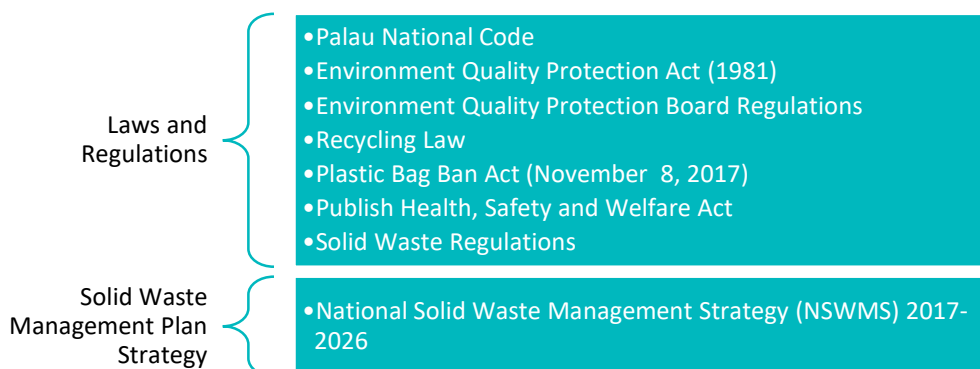 Laws and
Regulations
•Palau National Code
•Environment Quality Protection Act (1981)
•Environment Quality Protection Board Regulations
•Recycling Law
•Plastic Bag Ban Act (November 8, 2017)
•Publish Health, Safety and Welfare Act
•Solid Waste Regulations
Solid Waste
Management Plan
Strategy
•National Solid Waste Management Strategy (NSWMS) 2017-
2026